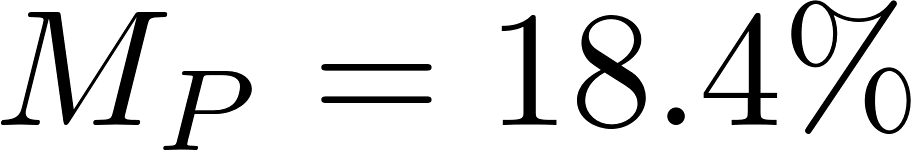 M_P = 18.4%